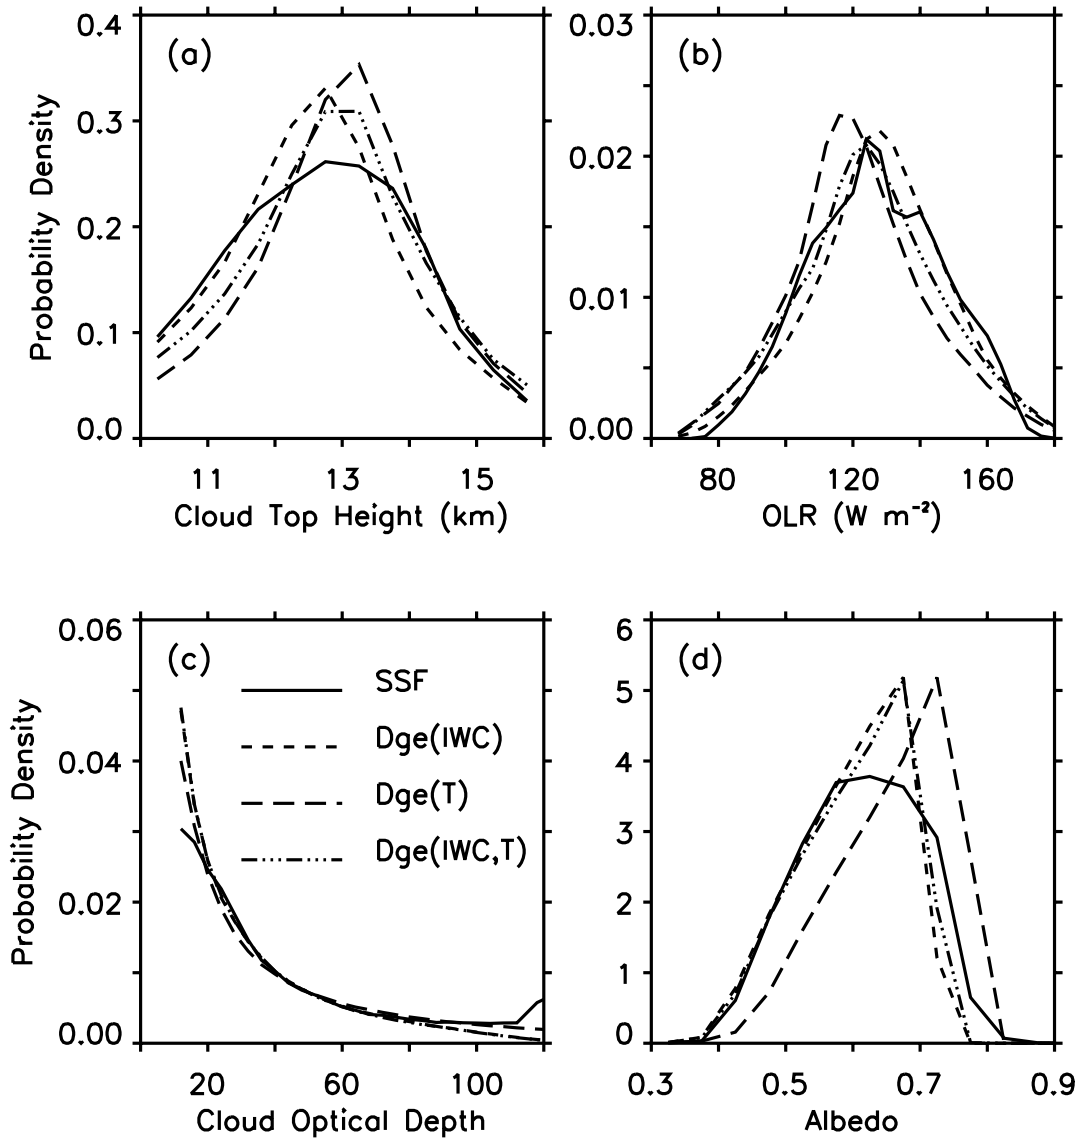 0.4
0.3
0.2
0.1
0.0
(a)
Probability Density
11 13 15
Cloud Top Height (km)
0.03
0.02
0.01
0.00
(b)
80 120 160
OLR (W m⁻²)
0.06
0.04
0.02
0.00
(c)
SSF
Dge(IWC)
Dge(T)
Dge(IWC,T)
Probability Density
20 60 100
Cloud Optical Depth
6
5
4
3
2
1
0
(d)
0.3 0.5 0.7 0.9
Albedo